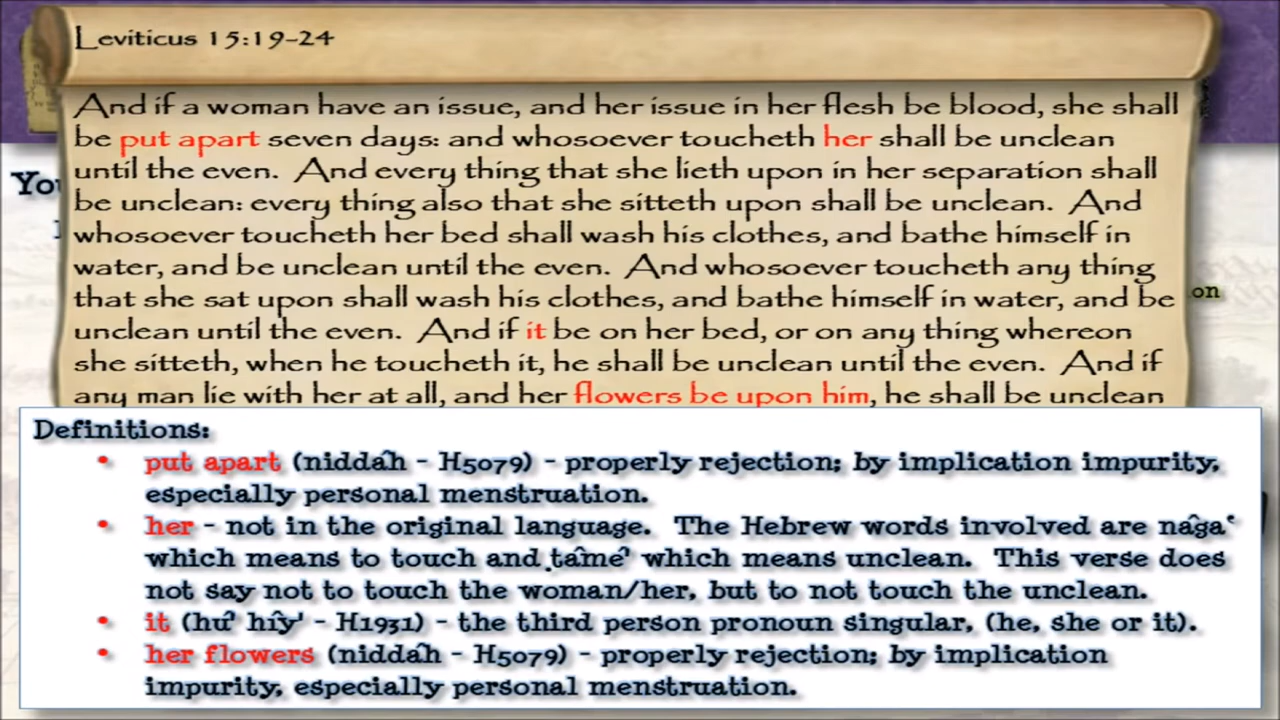 Leviticus 15:19-24
And if a woman have an issue, and her issue in her flesh be blood, she shall
be put apart seven days: and whosoever toucheth her shall be unclean
until the even. And every thing that she lieth upon in her separation shall
You
be unclean: every thing also that she sitteth upon shall be unclean. And
whosoever toucheth her bed shall wash his clothes, and bathe himself in
water, and be unclean until the even. And whosoever toucheth any thing
that she sat upon shall wash his clothes, and bathe himself in water, and be
on
unclean until the even. And if it be on her bed, or on any thing whereon
she sitteth, when he toucheth it, he shall be unclean until the even. And if
any man lie with her at all, and her flowers be upon him, he shall be unclean
Definitions:
• put apart (niddâh - H5079) - properly rejection; by implication impurity,
especially personal menstruation.
• her - not in the original language. The Hebrew words involved are nâgaʿ
which means to touch and ṭâmêʾ which means unclean. This verse does
not say not to touch the woman/her, but to not touch the unclean.
• it (hûʾ hîyʾ - H1931) - the third person pronoun singular, (he, she or it).
• her flowers (niddâh - H5079) - properly rejection; by implication
impurity, especially personal menstruation.